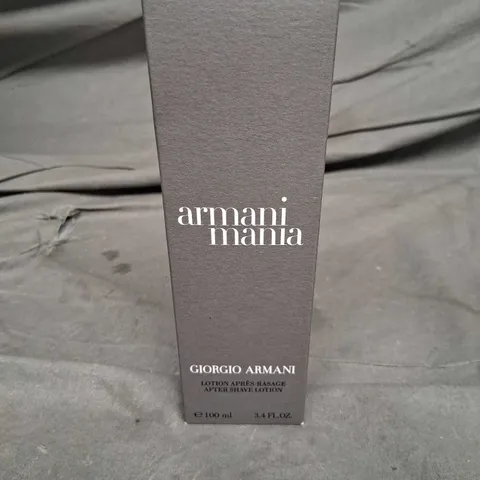 armani
mania
GIORGIO ARMANI
LOTION APRÈS-RASAGE
AFTER SHAVE LOTION
℮ 100 ml 3.4 FL.OZ.